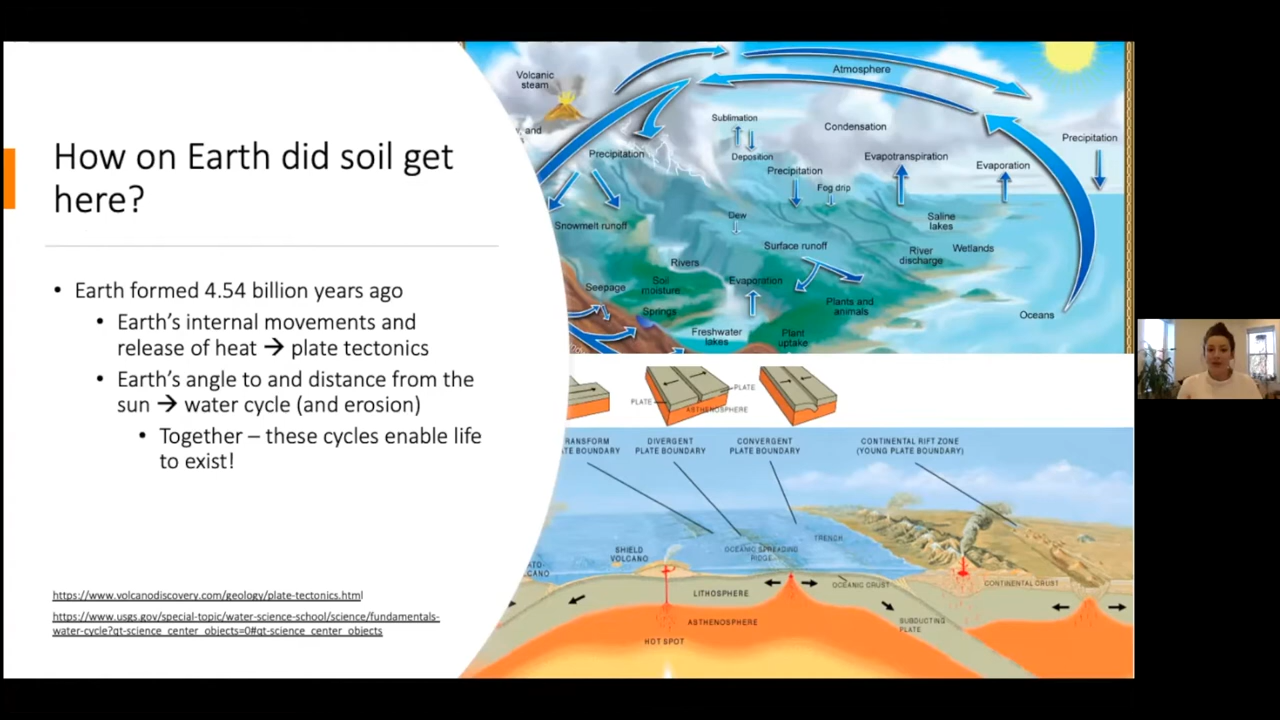 How on Earth did soil get
here?
• Earth formed 4.54 billion years ago
• Earth's internal movements and
release of heat → plate tectonics
• Earth's angle to and distance from the
sun → water cycle (and erosion)
• Together – these cycles enable life
to exist!
https://www.volcanodiscovery.com/geology/plate-tectonics.html
https://www.usgs.gov/special-topic/water-science-school/science/fundamentals-
water-cycle?qt-science_center_objects=0#qt-science_center_objects
Volcanic
steam
Atmosphere
Sublimation
Condensation
Precipitation
, and
Precipitation
Deposition
Evapotranspiration
Evaporation
Precipitation
Fog drip
Snowmelt runoff
Dew
Saline
lakes
Surface runoff
River
discharge
Wetlands
Rivers
Seepage
Soil
moisture
Evaporation
Springs
Plants and
animals
Oceans
Freshwater
lakes
Plant
uptake
PLATE
PLATE
ASTHENOSPHERE
RANSFORM
TE BOUNDARY
DIVERGENT
PLATE BOUNDARY
CONVERGENT
PLATE BOUNDARY
CONTINENTAL RIFT ZONE
(YOUNG PLATE BOUNDARY)
TRENCH
SHIELD
VOLCANO
OCEANIC SPREADING
RIDGE
ATO-
CANO
OCEANIC CRUST
CONTINENTAL CRUST
LITHOSPHERE
ASTHENOSPHERE
SUBDUCTING
PLATE
HOT SPOT